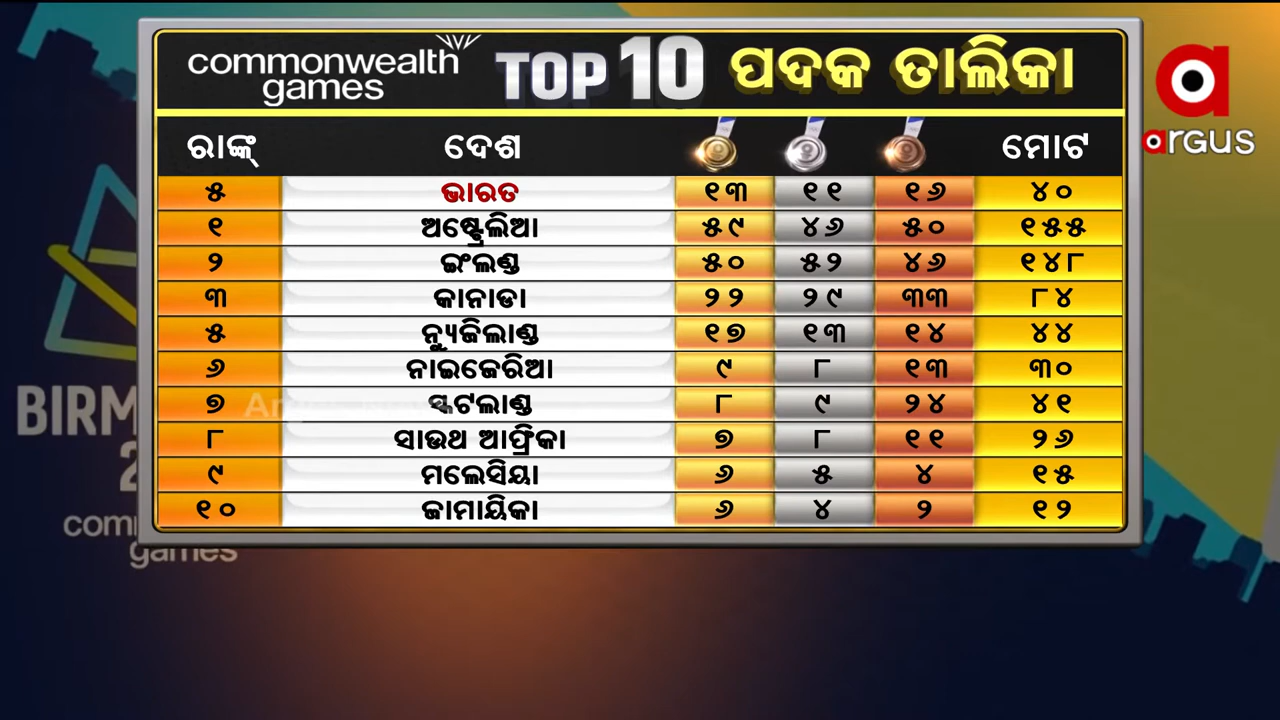 commonwealth games TOP 10 ପଦକ ତାଲିକା
argus
ରାଙ୍କ୍ ଦେଶ ମୋଟ
୫ ଭାରତ ୧୩ ୧୧ ୧୬ ୪୦
୧ ଅଷ୍ଟ୍ରେଲିଆ ୫୯ ୪୬ ୫୦ ୧୫୫
୨ ଇଂଲଣ୍ଡ ୫୦ ୫୨ ୪୬ ୧୪୮
୩ କାନାଡା ୨୨ ୨୯ ୩୩ ୮୪
୫ ନ୍ୟୁଜିଲାଣ୍ଡ ୧୭ ୧୩ ୧୪ ୪୪
୬ ନାଇଜେରିଆ ୯ ୮ ୧୩ ୩୦
୭ ସ୍କଟଲାଣ୍ଡ ୮ ୯ ୨୪ ୪୧
୮ ସାଉଥ ଆଫ୍ରିକା ୭ ୮ ୧୧ ୨୬
୯ ମଲେସିୟା ୬ ୫ ୪ ୧୫
୧୦ ଜାମାୟିକା ୬ ୪ ୨ ୧୨
BIRM
2
com
games